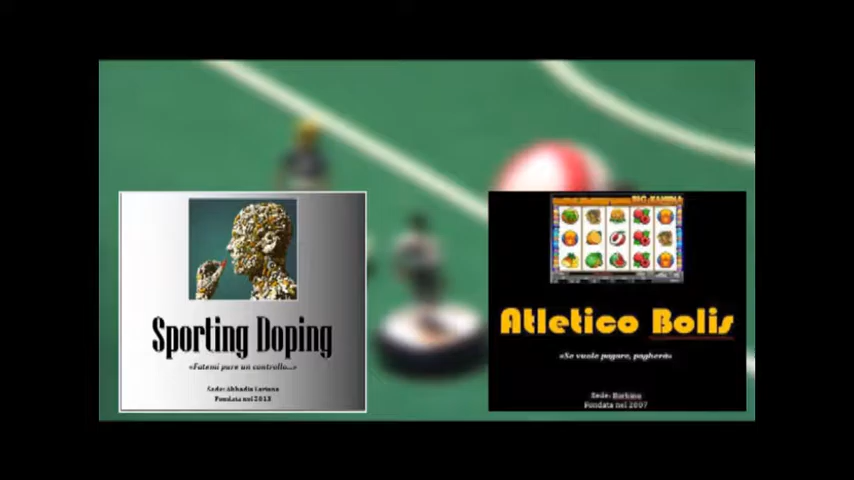 Sporting Doping
«Fatemi pure un controllo...»
Sede: Abbadia Lariana
Fondata nel 2013
Atletico Bolis
«Se vuole pagare, pagherà»
Sede:
Fondata nel 2007